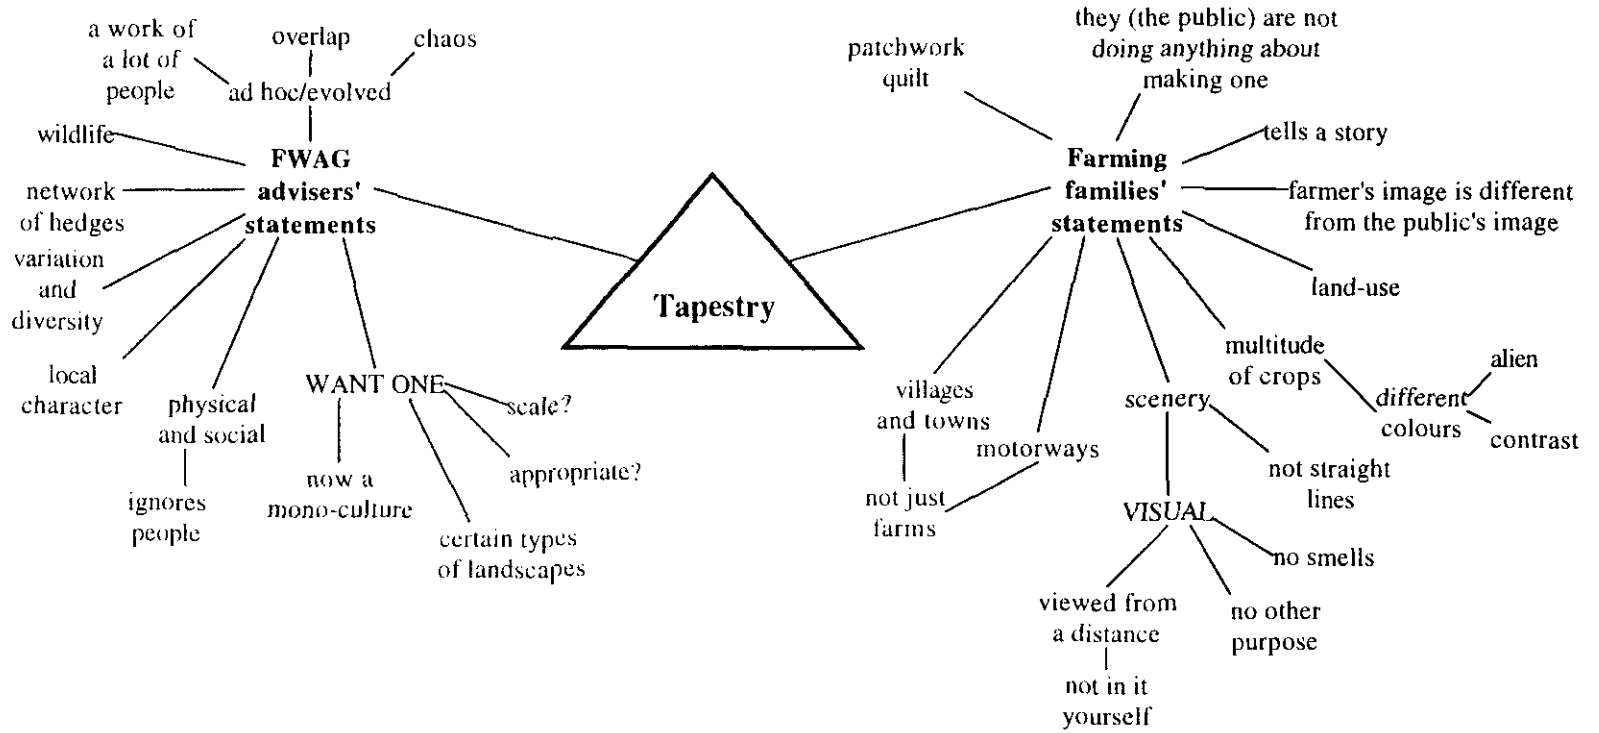 a work of
a lot of
people
overlap
chaos
ad hoc/evolved
wildlife
FWAG
advisers'
statements
network
of hedges
variation
and
diversity
local
character
physical
and social
ignores
people
WANT ONE
scale?
appropriate?
now a
mono-culture
certain types
of landscapes
Tapestry
patchwork
quilt
they (the public) are not
doing anything about
making one
Farming
families'
statements
tells a story
farmer's image is different
from the public's image
land-use
multitude
of crops
different
colours
alien
contrast
villages
and towns
motorways
not just
farms
scenery
not straight
lines
VISUAL
no smells
no other
purpose
viewed from
a distance
not in it
yourself